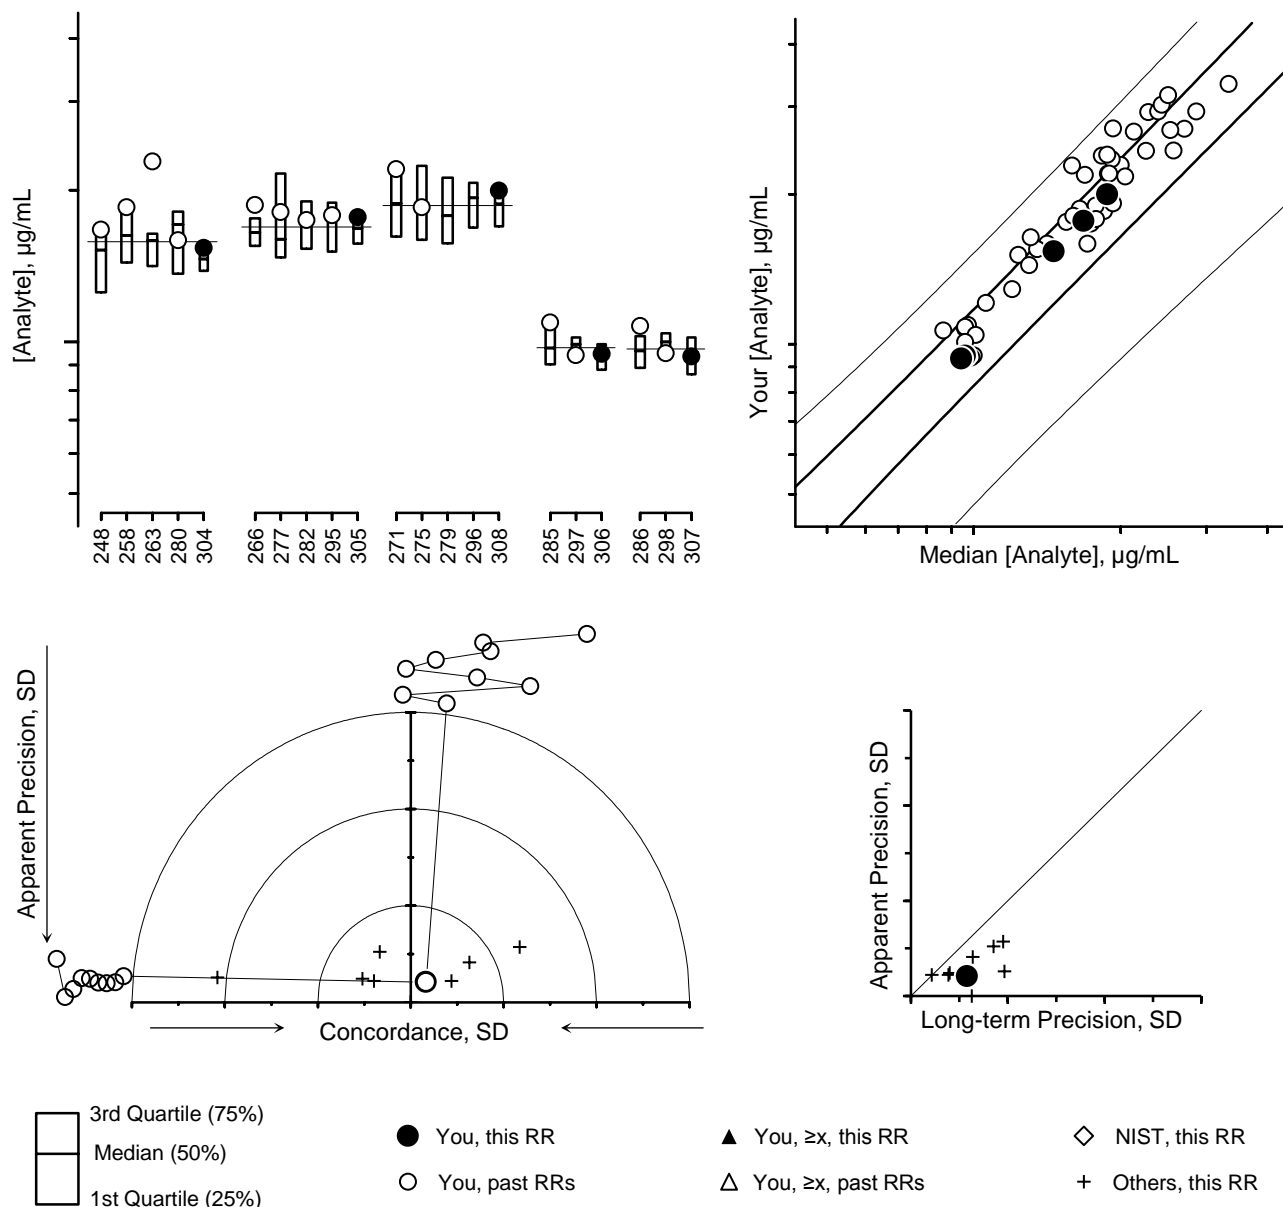 [Analyte], µg/mL
248 258 263 280 304 266 277 282 295 305 271 275 279 296 308 285 297 306 286 298 307
Your [Analyte], µg/mL
Median [Analyte], µg/mL
Apparent Precision, SD
Concordance, SD
Apparent Precision, SD
Long-term Precision, SD
3rd Quartile (75%)
Median (50%)
1st Quartile (25%)
You, this RR
You, past RRs
You, ≥x, this RR
You, ≥x, past RRs
NIST, this RR
Others, this RR